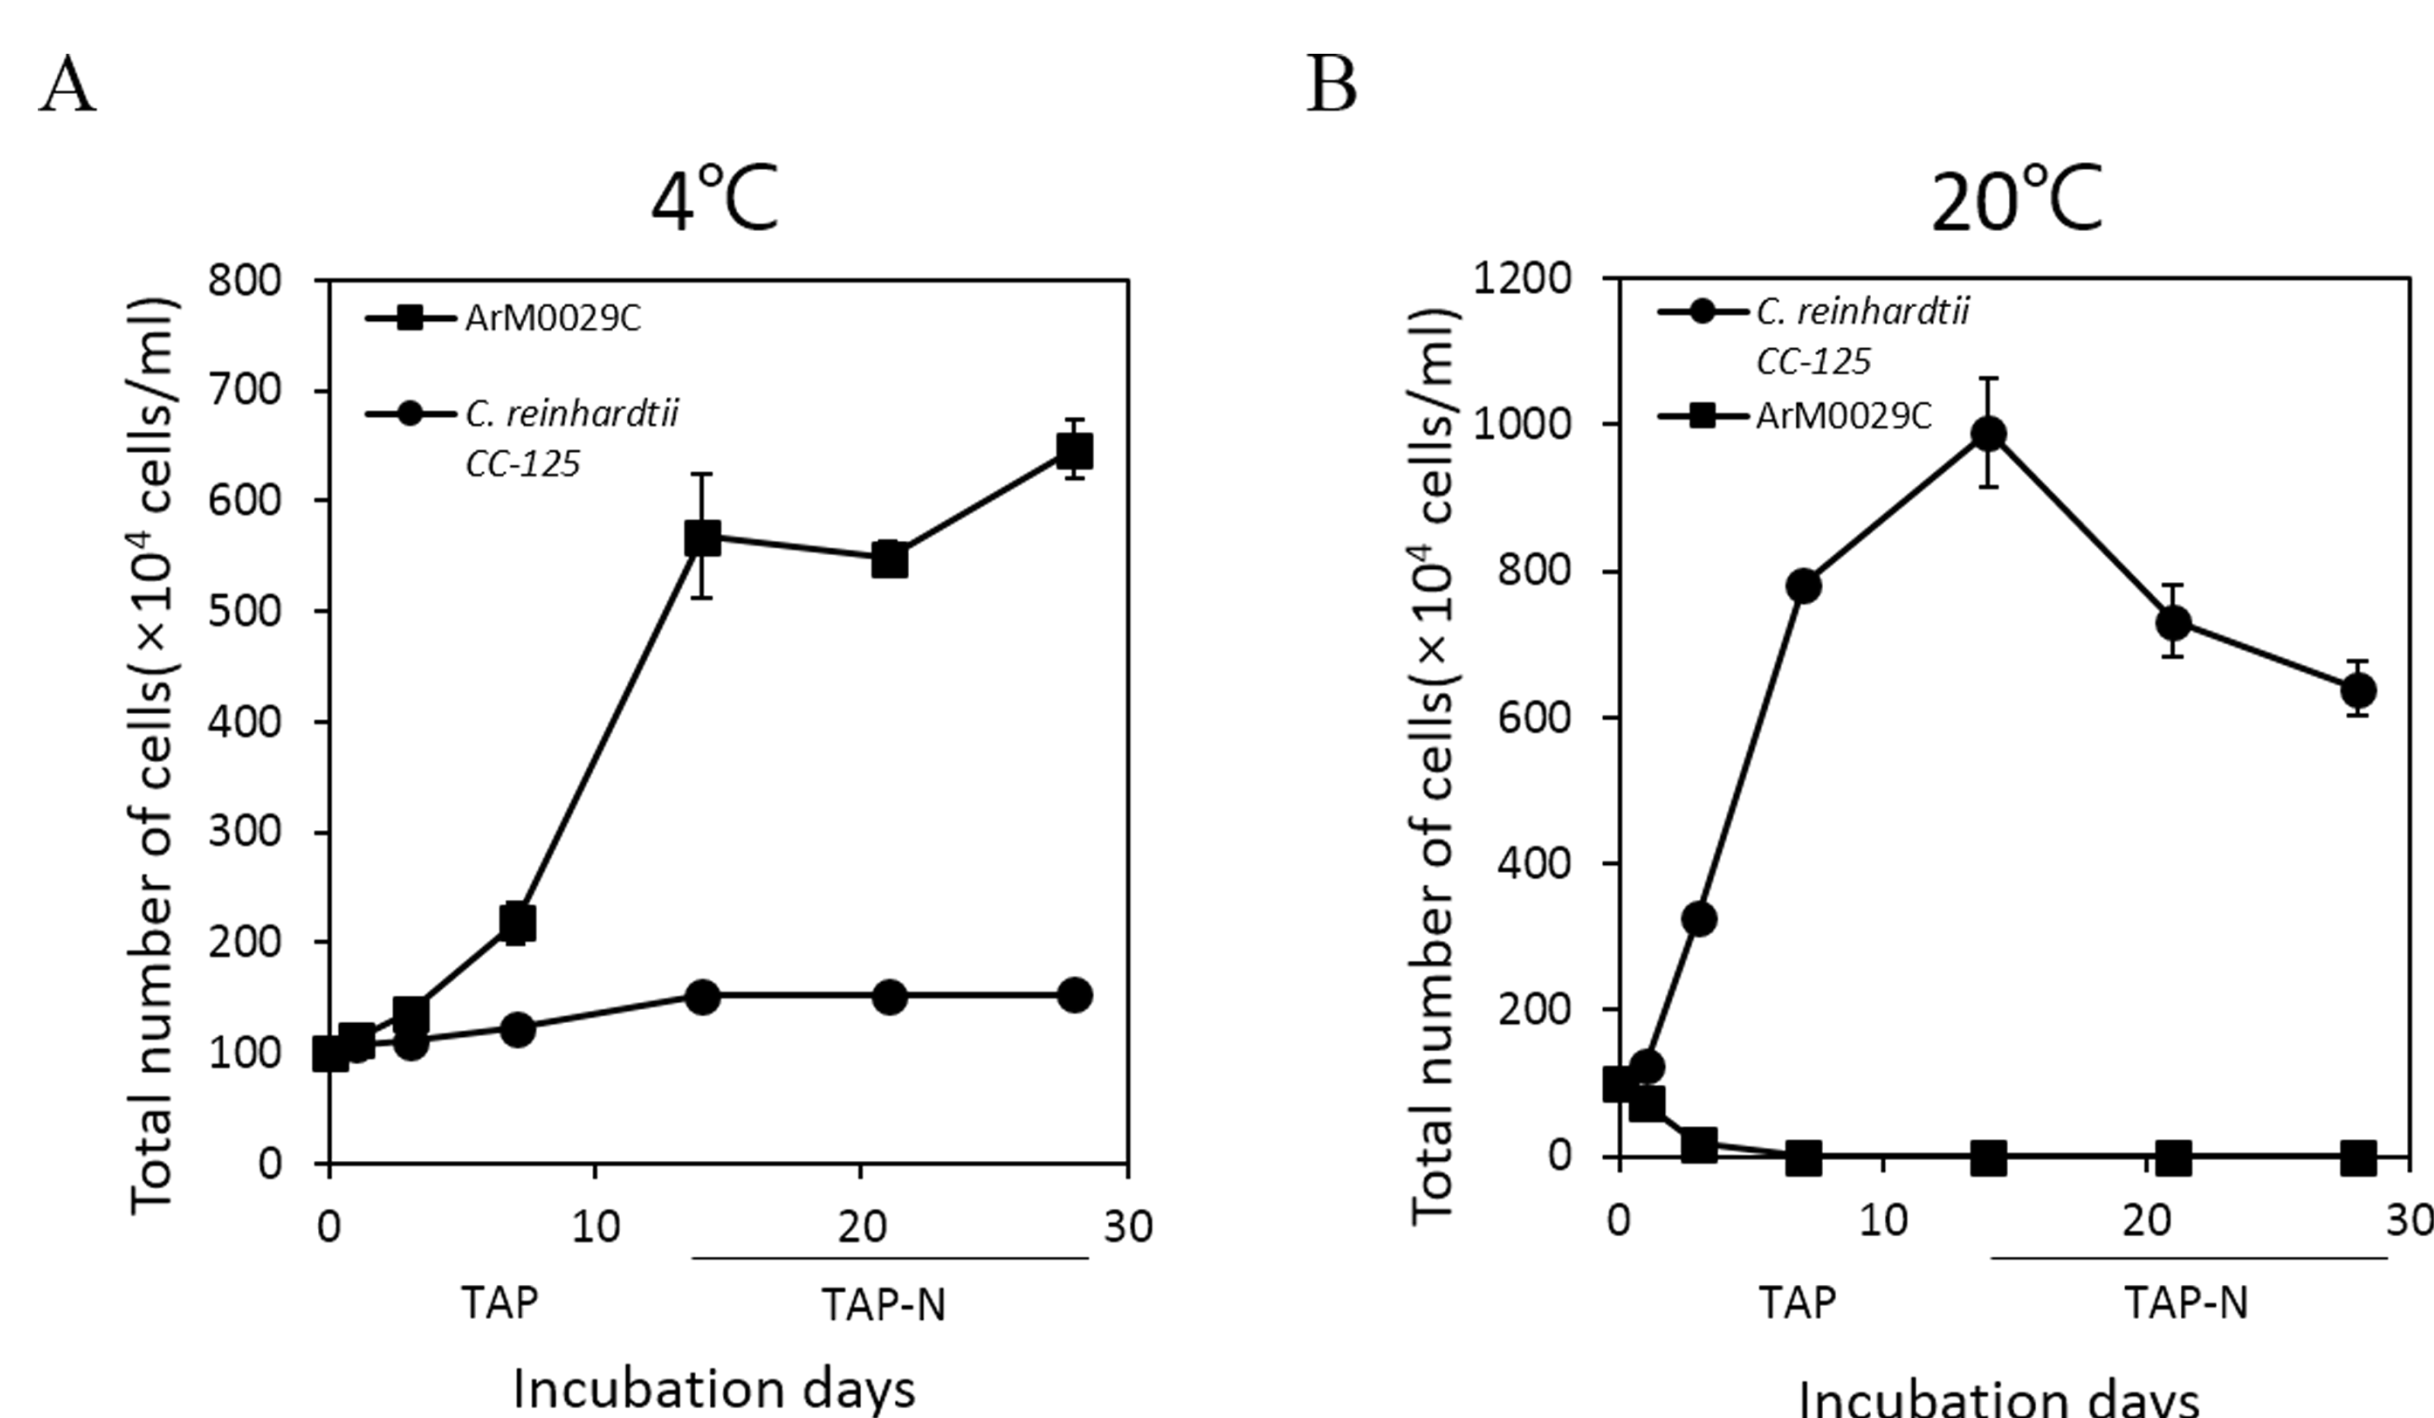 A
4℃
Total number of cells(×10⁴ cells/ml)
800
700
600
500
400
300
200
100
0
ArM0029C
C. reinhardtii
CC-125
0 10 20 30
TAP TAP-N
Incubation days
B
20℃
Total number of cells(×10⁴ cells/ml)
1200
1000
800
600
400
200
0
C. reinhardtii
CC-125
ArM0029C
0 10 20 30
TAP TAP-N
Incubation days